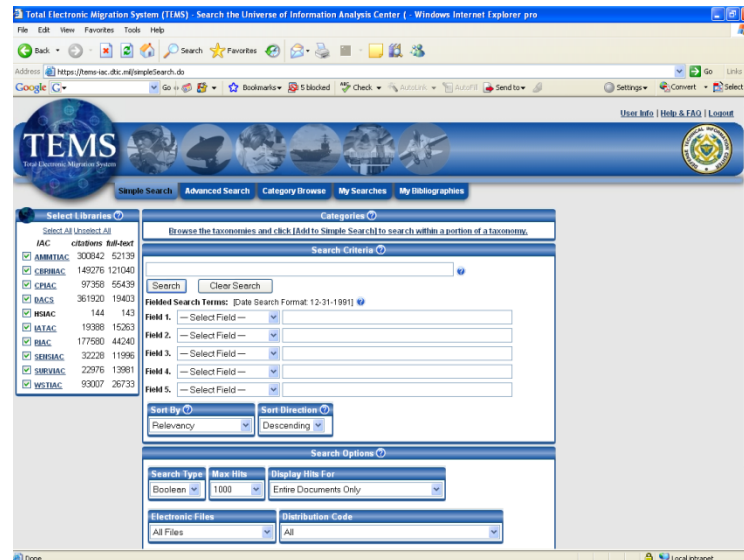 Total Electronic Migration System (TEMS) - Search the Universe of Information Analysis Center ( - Windows Internet Explorer pro
File Edit View Favorites Tools Help
Back Search Favorites
Address https://tems-iac.dtic.mil/simpleSearch.do Go Links
Google G Go Bookmarks 5 blocked Check AutoLink AutoFill Send to Settings Convert Select
User Info | Help & FAQ | Logout
TEMS
Total Electronic Migration System
Simple Search Advanced Search Category Browse My Searches My Bibliographies
Select Libraries ?
Select All Unselect All
IAC citations full-text
AMMTIAC 300842 52139
CBRNIAC 149276 121040
CPIAC 97358 55439
DACS 361920 19403
HSIAC 144 143
IATAC 19388 15263
RIAC 177580 44240
SENSIAC 32228 11996
SURVIAC 22976 13981
WSTIAC 93007 26733
Categories ?
Browse the taxonomies and click [Add to Simple Search] to search within a portion of a taxonomy.
Search Criteria ?
?
Search Clear Search
Fielded Search Terms: [Date Search Format: 12-31-1991] ?
Field 1. — Select Field —
Field 2. — Select Field —
Field 3. — Select Field —
Field 4. — Select Field —
Field 5. — Select Field —
Sort By ? Sort Direction ?
Relevancy Descending
Search Options ?
Search Type Max Hits Display Hits For
Boolean 1000 Entire Documents Only
Electronic Files Distribution Code
All Files All
Done Local intranet